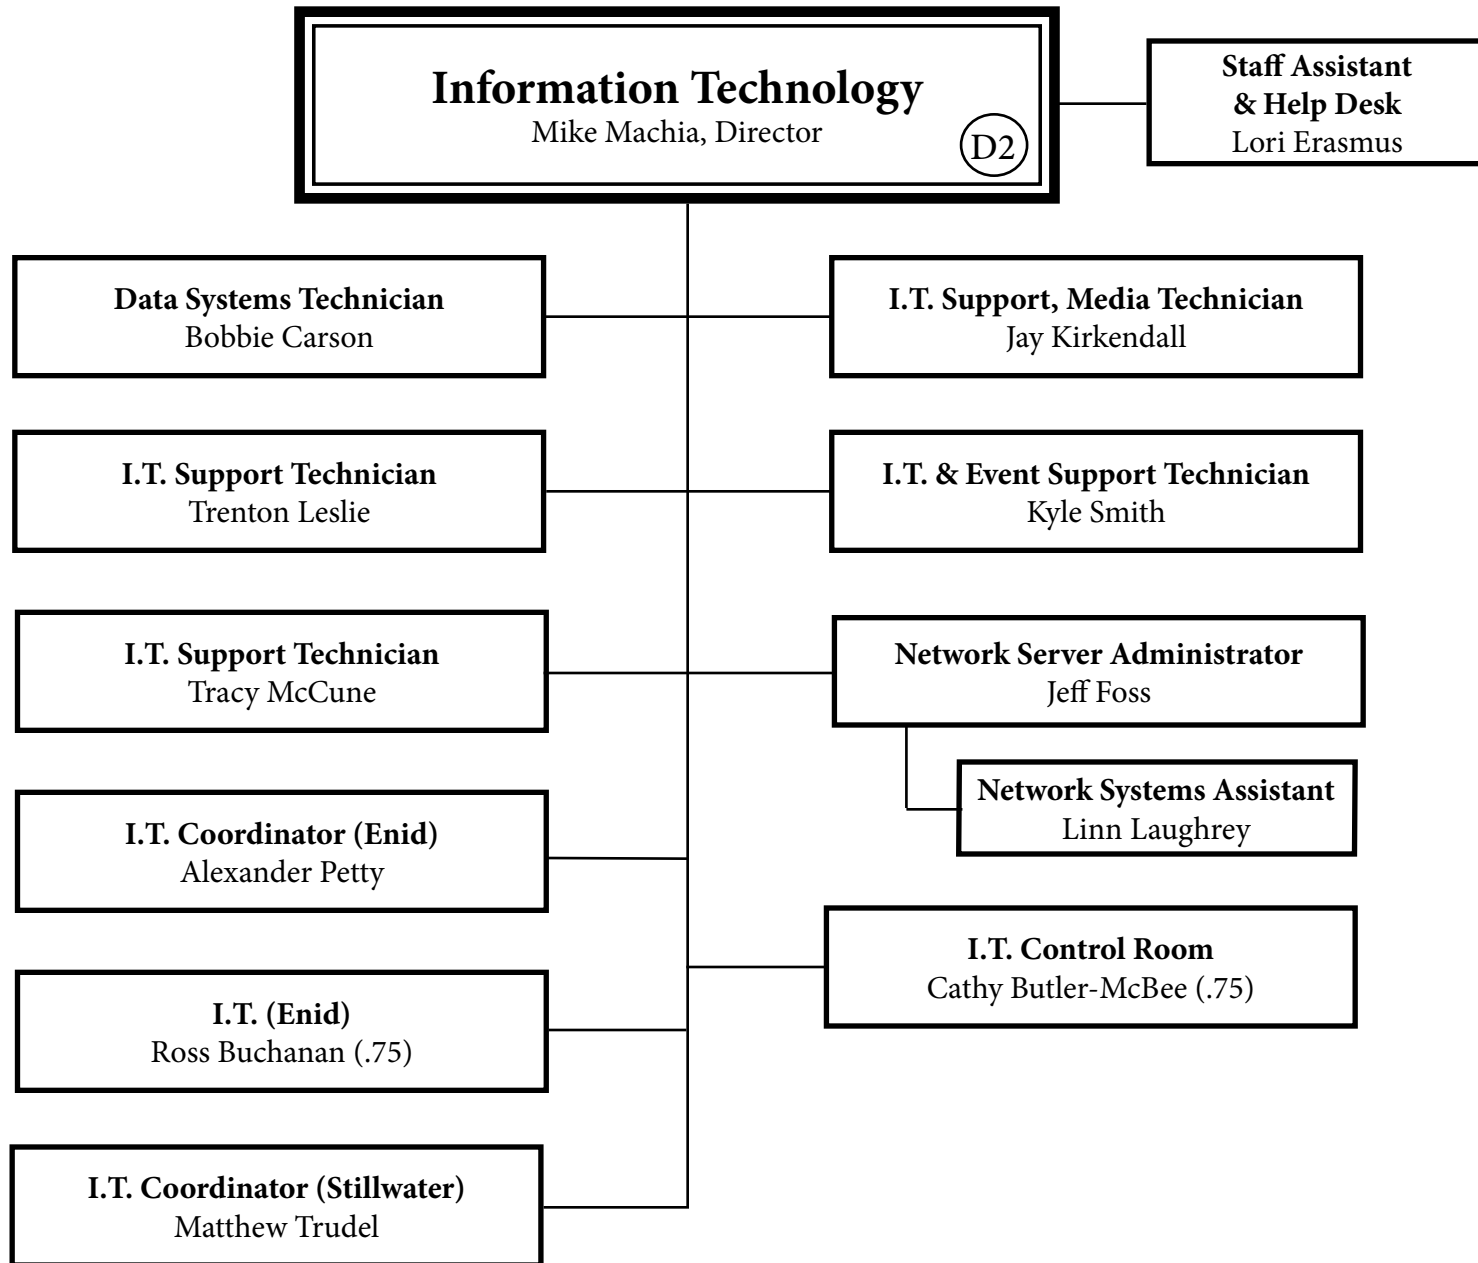 Information Technology
Mike Machia, Director
D2
Staff Assistant
& Help Desk
Lori Erasmus
Data Systems Technician
Bobbie Carson
I.T. Support, Media Technician
Jay Kirkendall
I.T. Support Technician
Trenton Leslie
I.T. & Event Support Technician
Kyle Smith
I.T. Support Technician
Tracy McCune
Network Server Administrator
Jeff Foss
Network Systems Assistant
Linn Laughrey
I.T. Coordinator (Enid)
Alexander Petty
I.T. Control Room
Cathy Butler-McBee (.75)
I.T. (Enid)
Ross Buchanan (.75)
I.T. Coordinator (Stillwater)
Matthew Trudel